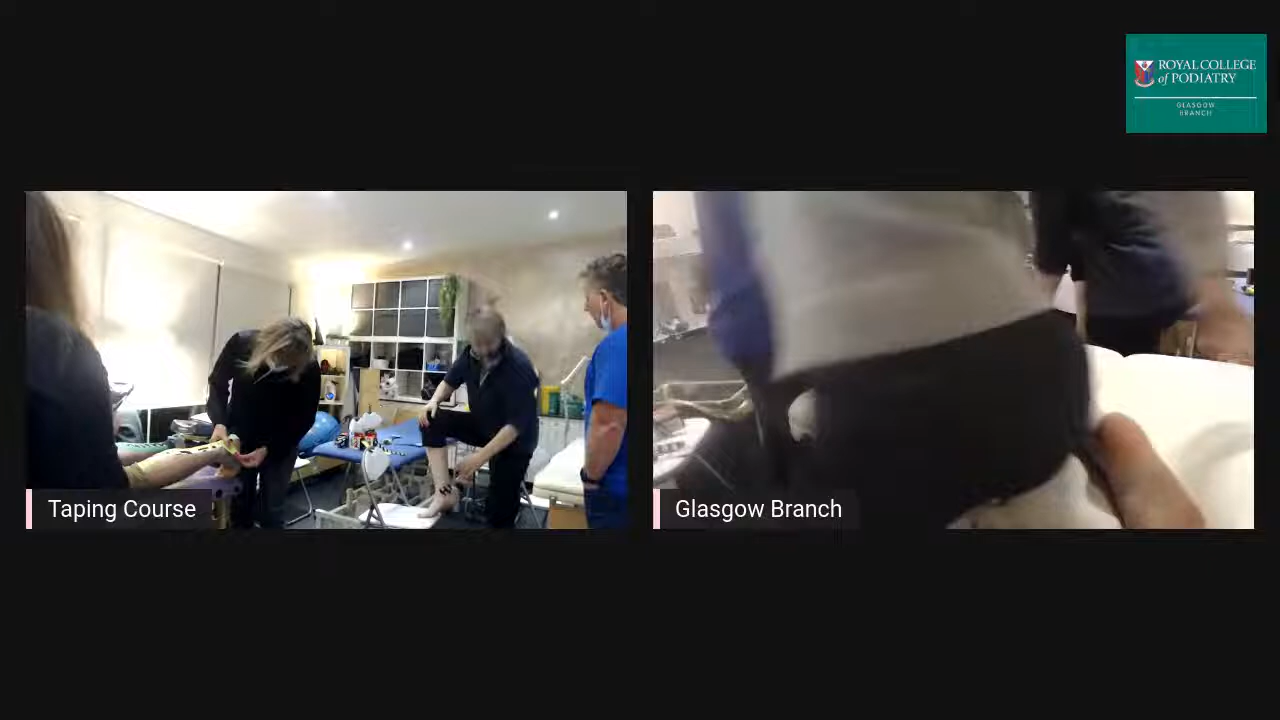 ROYAL COLLEGE
of PODIATRY
GLASGOW
BRANCH
Taping Course
Glasgow Branch